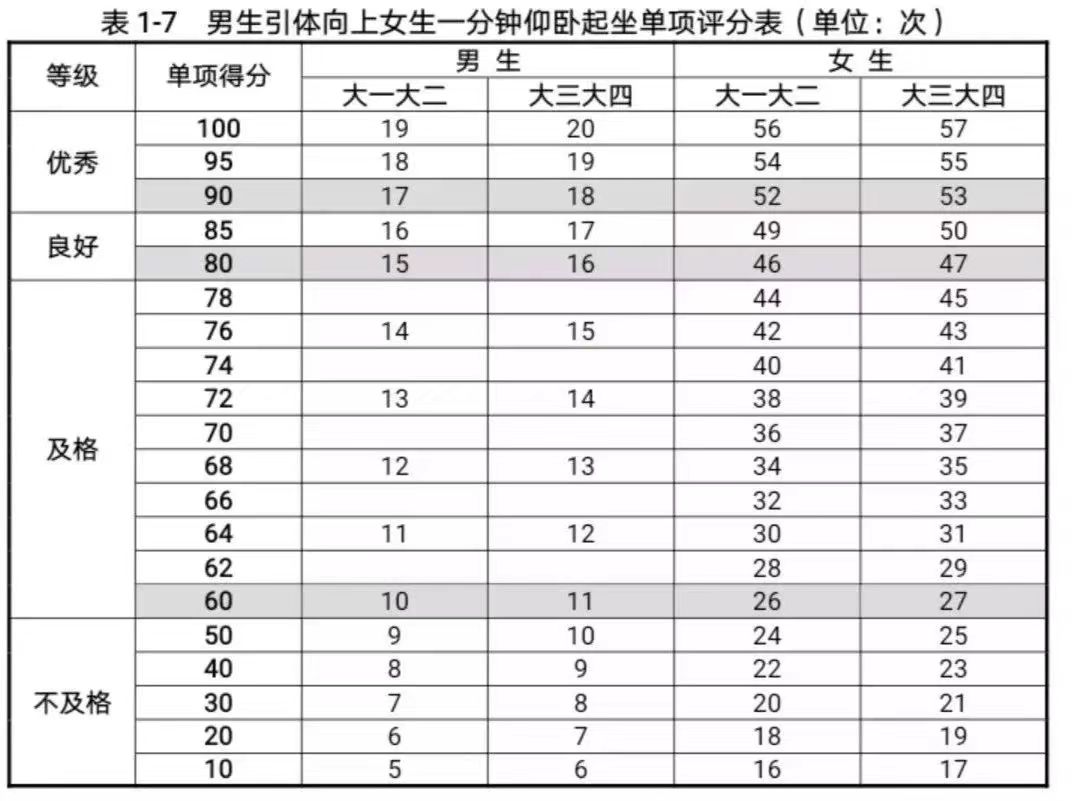 表 1-7 男生引体向上女生一分钟仰卧起坐单项评分表（单位：次）
等级 单项得分 男 生 女 生
大一大二 大三大四 大一大二 大三大四
优秀 100 19 20 56 57
95 18 19 54 55
90 17 18 52 53
良好 85 16 17 49 50
80 15 16 46 47
及格 78 44 45
76 14 15 42 43
74 40 41
72 13 14 38 39
70 36 37
68 12 13 34 35
66 32 33
64 11 12 30 31
62 28 29
60 10 11 26 27
不及格 50 9 10 24 25
40 8 9 22 23
30 7 8 20 21
20 6 7 18 19
10 5 6 16 17